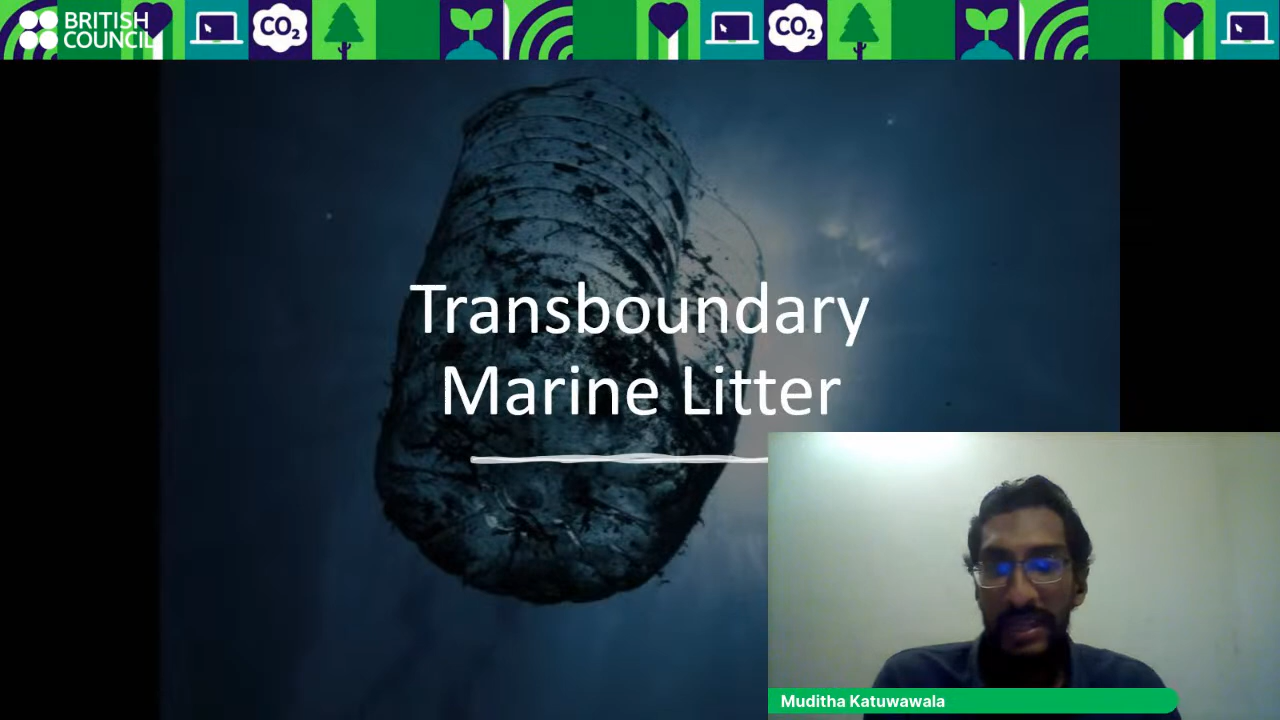 BRITISH
COUNCIL
CO₂
CO₂
Transboundary
Marine Litter
Muditha Katuwawala